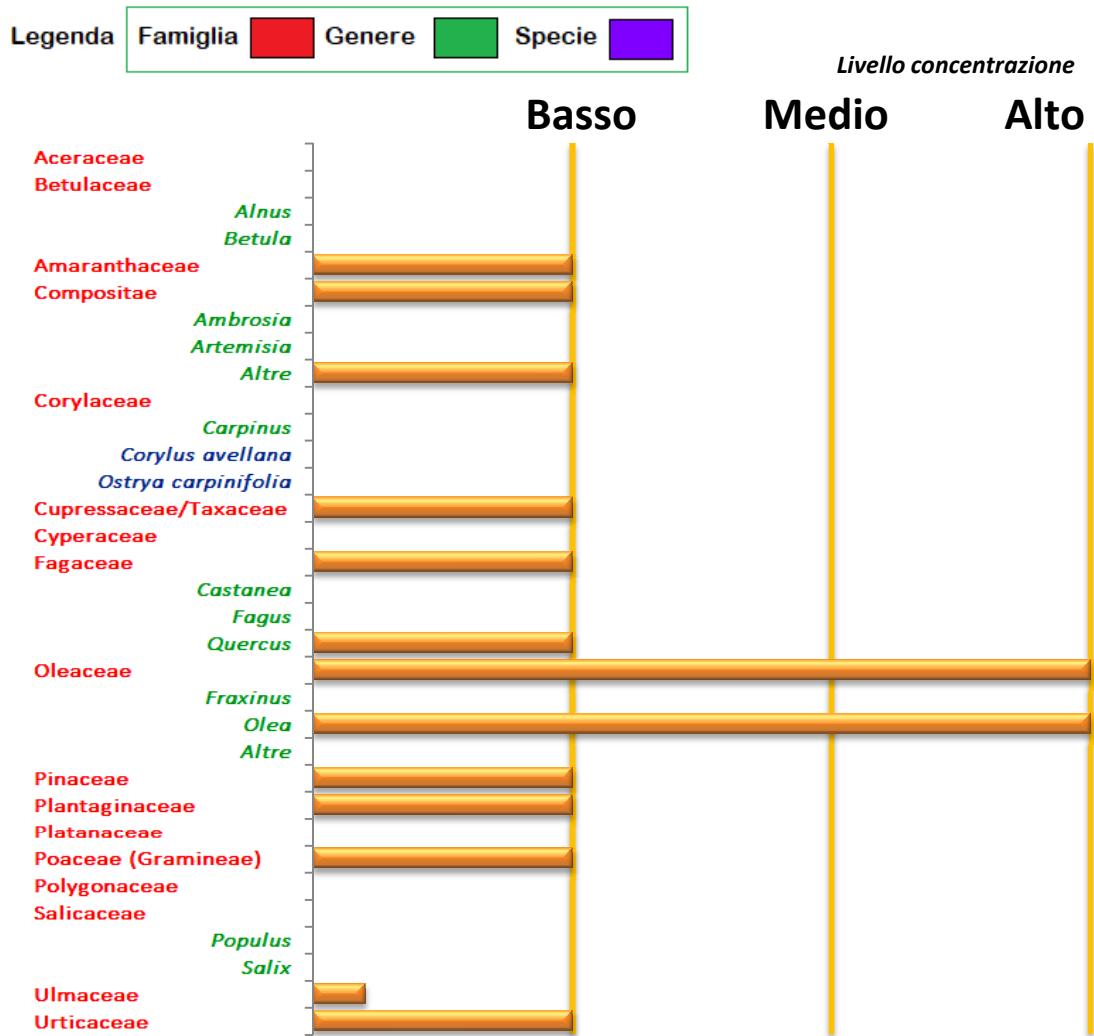 Legenda Famiglia Genere Specie
Livello concentrazione
Basso Medio Alto
Aceraceae
Betulaceae
Alnus
Betula
Amaranthaceae
Compositae
Ambrosia
Artemisia
Altre
Corylaceae
Carpinus
Corylus avellana
Ostrya carpinifolia
Cupressaceae/Taxaceae
Cyperaceae
Fagaceae
Castanea
Fagus
Quercus
Oleaceae
Fraxinus
Olea
Altre
Pinaceae
Plantaginaceae
Platanaceae
Poaceae (Gramineae)
Polygonaceae
Salicaceae
Populus
Salix
Ulmaceae
Urticaceae